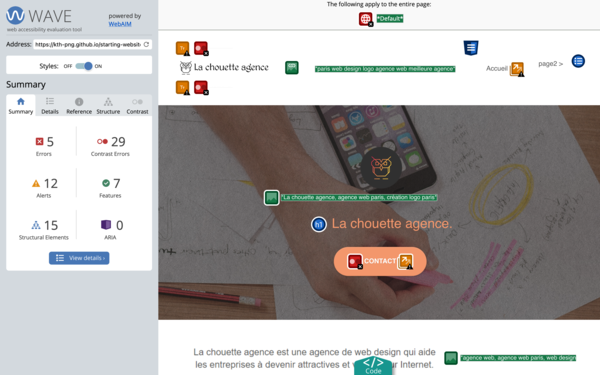 WAVE
web accessibility evaluation tool
powered by
WebAIM
Address: https://kth-png.github.io/starting-websit
Styles: OFF ON
Summary
Summary Details Reference Structure Contrast
5 Errors
29 Contrast Errors
12 Alerts
7 Features
15 Structural Elements
0 ARIA
View details ›
The following apply to the entire page:
*Default*
La chouette agence
"paris web design logo agence web meilleure agence"
Accueil
page2 >
"La chouette agence, agence web paris, création logo paris"
h1 La chouette agence.
CONTACT
La chouette agence est une agence de web design qui aide
les entreprises à devenir attractives et
sur Internet.
"agence web, agence web paris, web design
</> Code